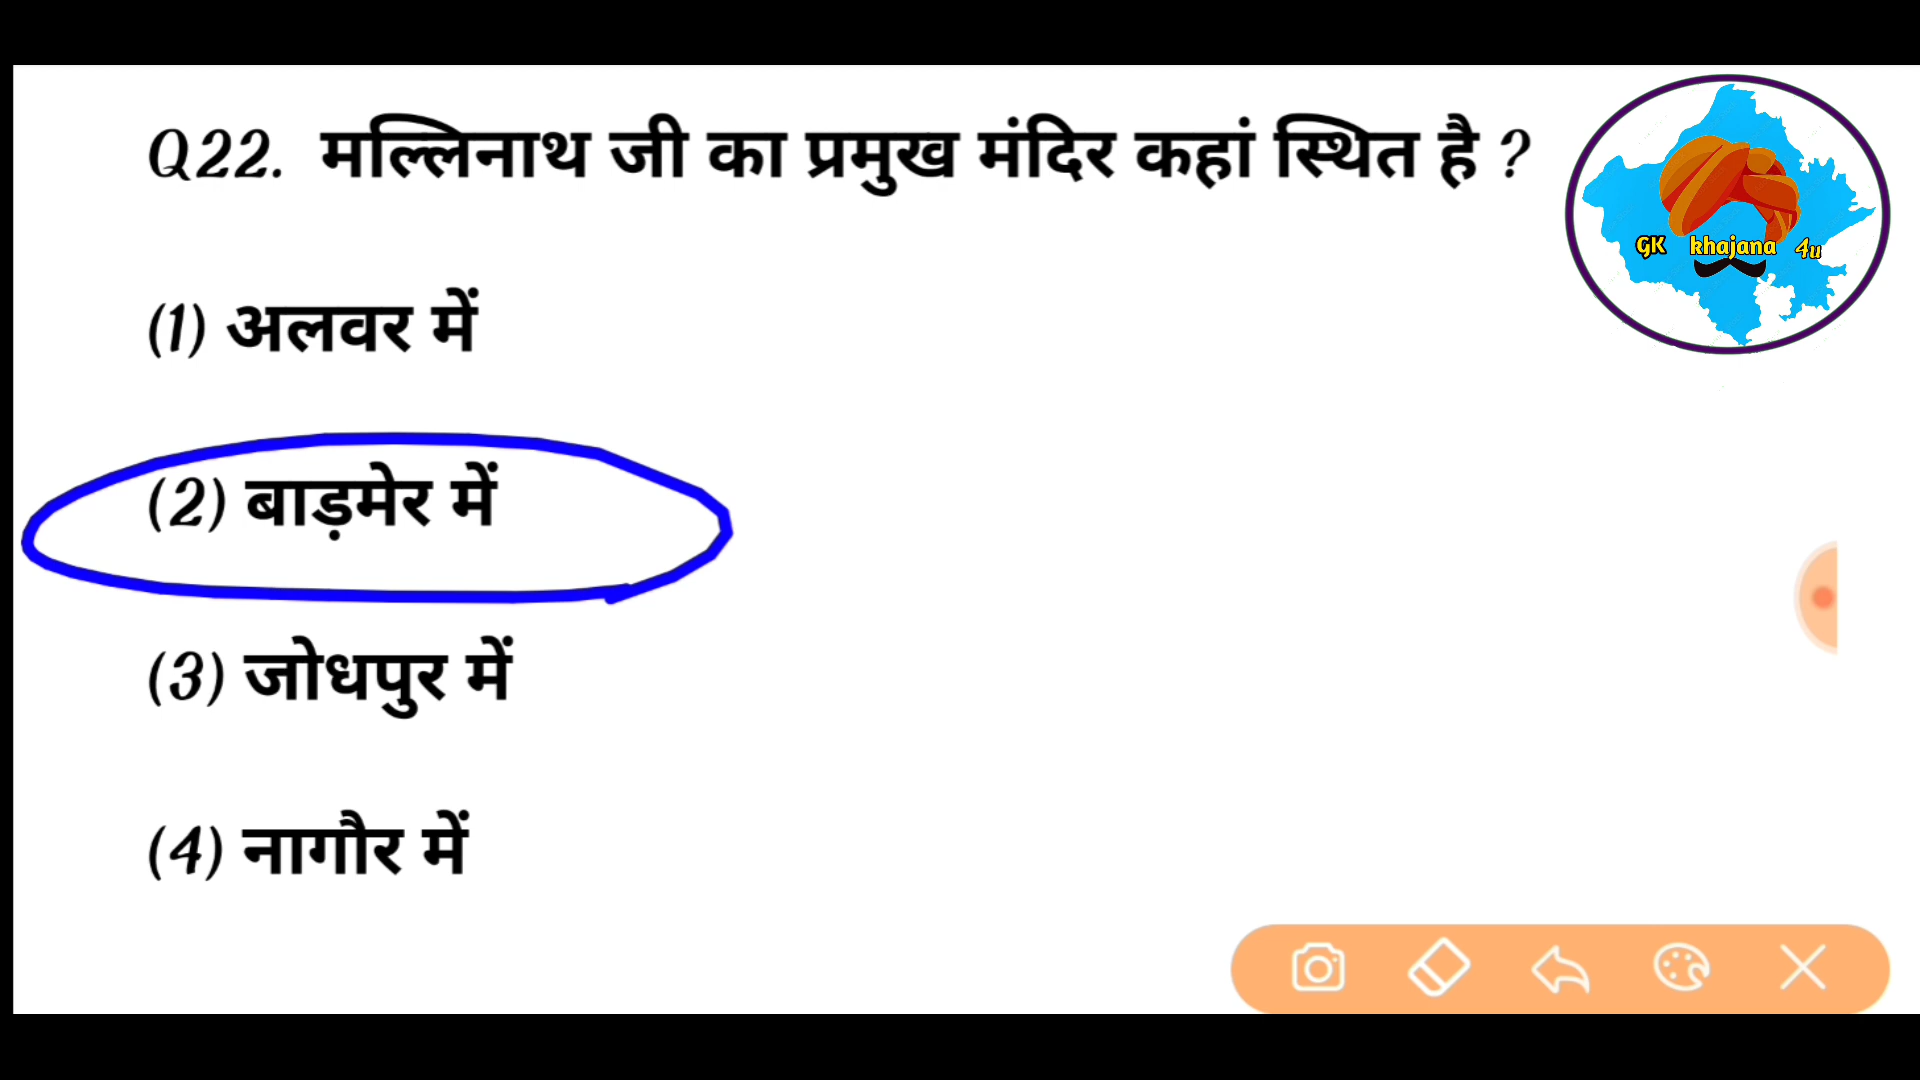 Q22. मल्लिनाथ जी का प्रमुख मंदिर कहां स्थित है ?
GK khajana 4u
(1) अलवर में
(2) बाड़मेर में
(3) जोधपुर में
(4) नागौर में